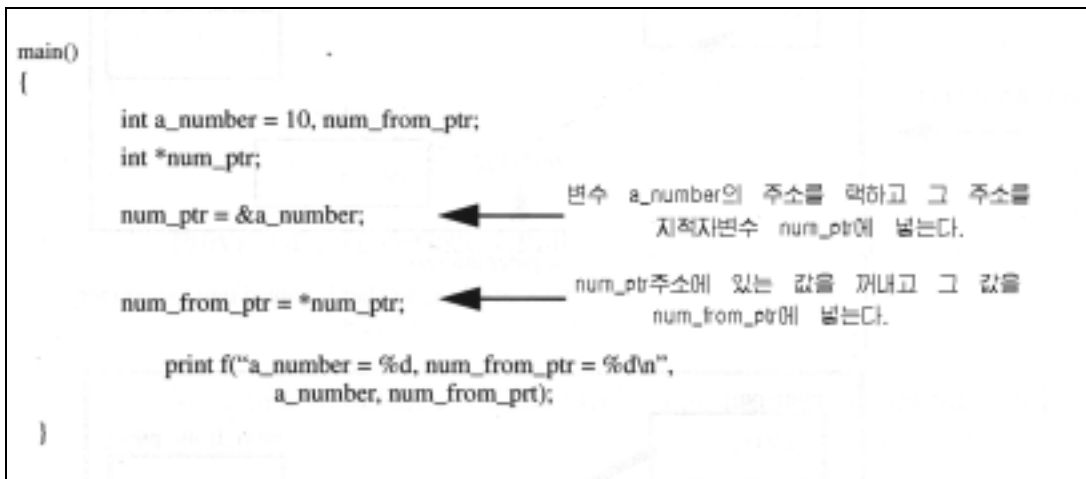 main()
{
int a_number = 10, num_from_ptr;
int *num_ptr;
num_ptr = &a_number;
변수 a_number의 주소를 택하고 그 주소를
지적자변수 num_ptr에 넣는다.
num_from_ptr = *num_ptr;
num_ptr주소에 있는 값을 꺼내고 그 값을
num_from_ptr에 넣는다.
print f(“a_number = %d, num_from_ptr = %d\n”,
a_number, num_from_prt);
}